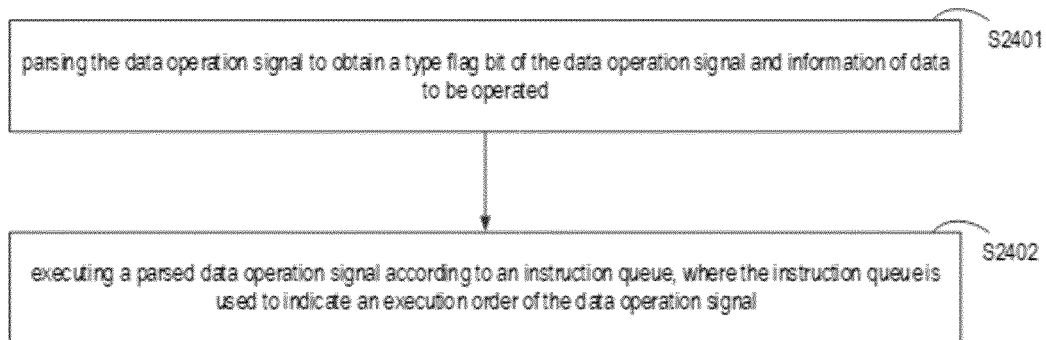 S2401
parsing the data operation signal to obtain a type flag bit of the data operation signal and information of data
to be operated
S2402
executing a parsed data operation signal according to an instruction queue, where the instruction queue is
used to indicate an execution order of the data operation signal